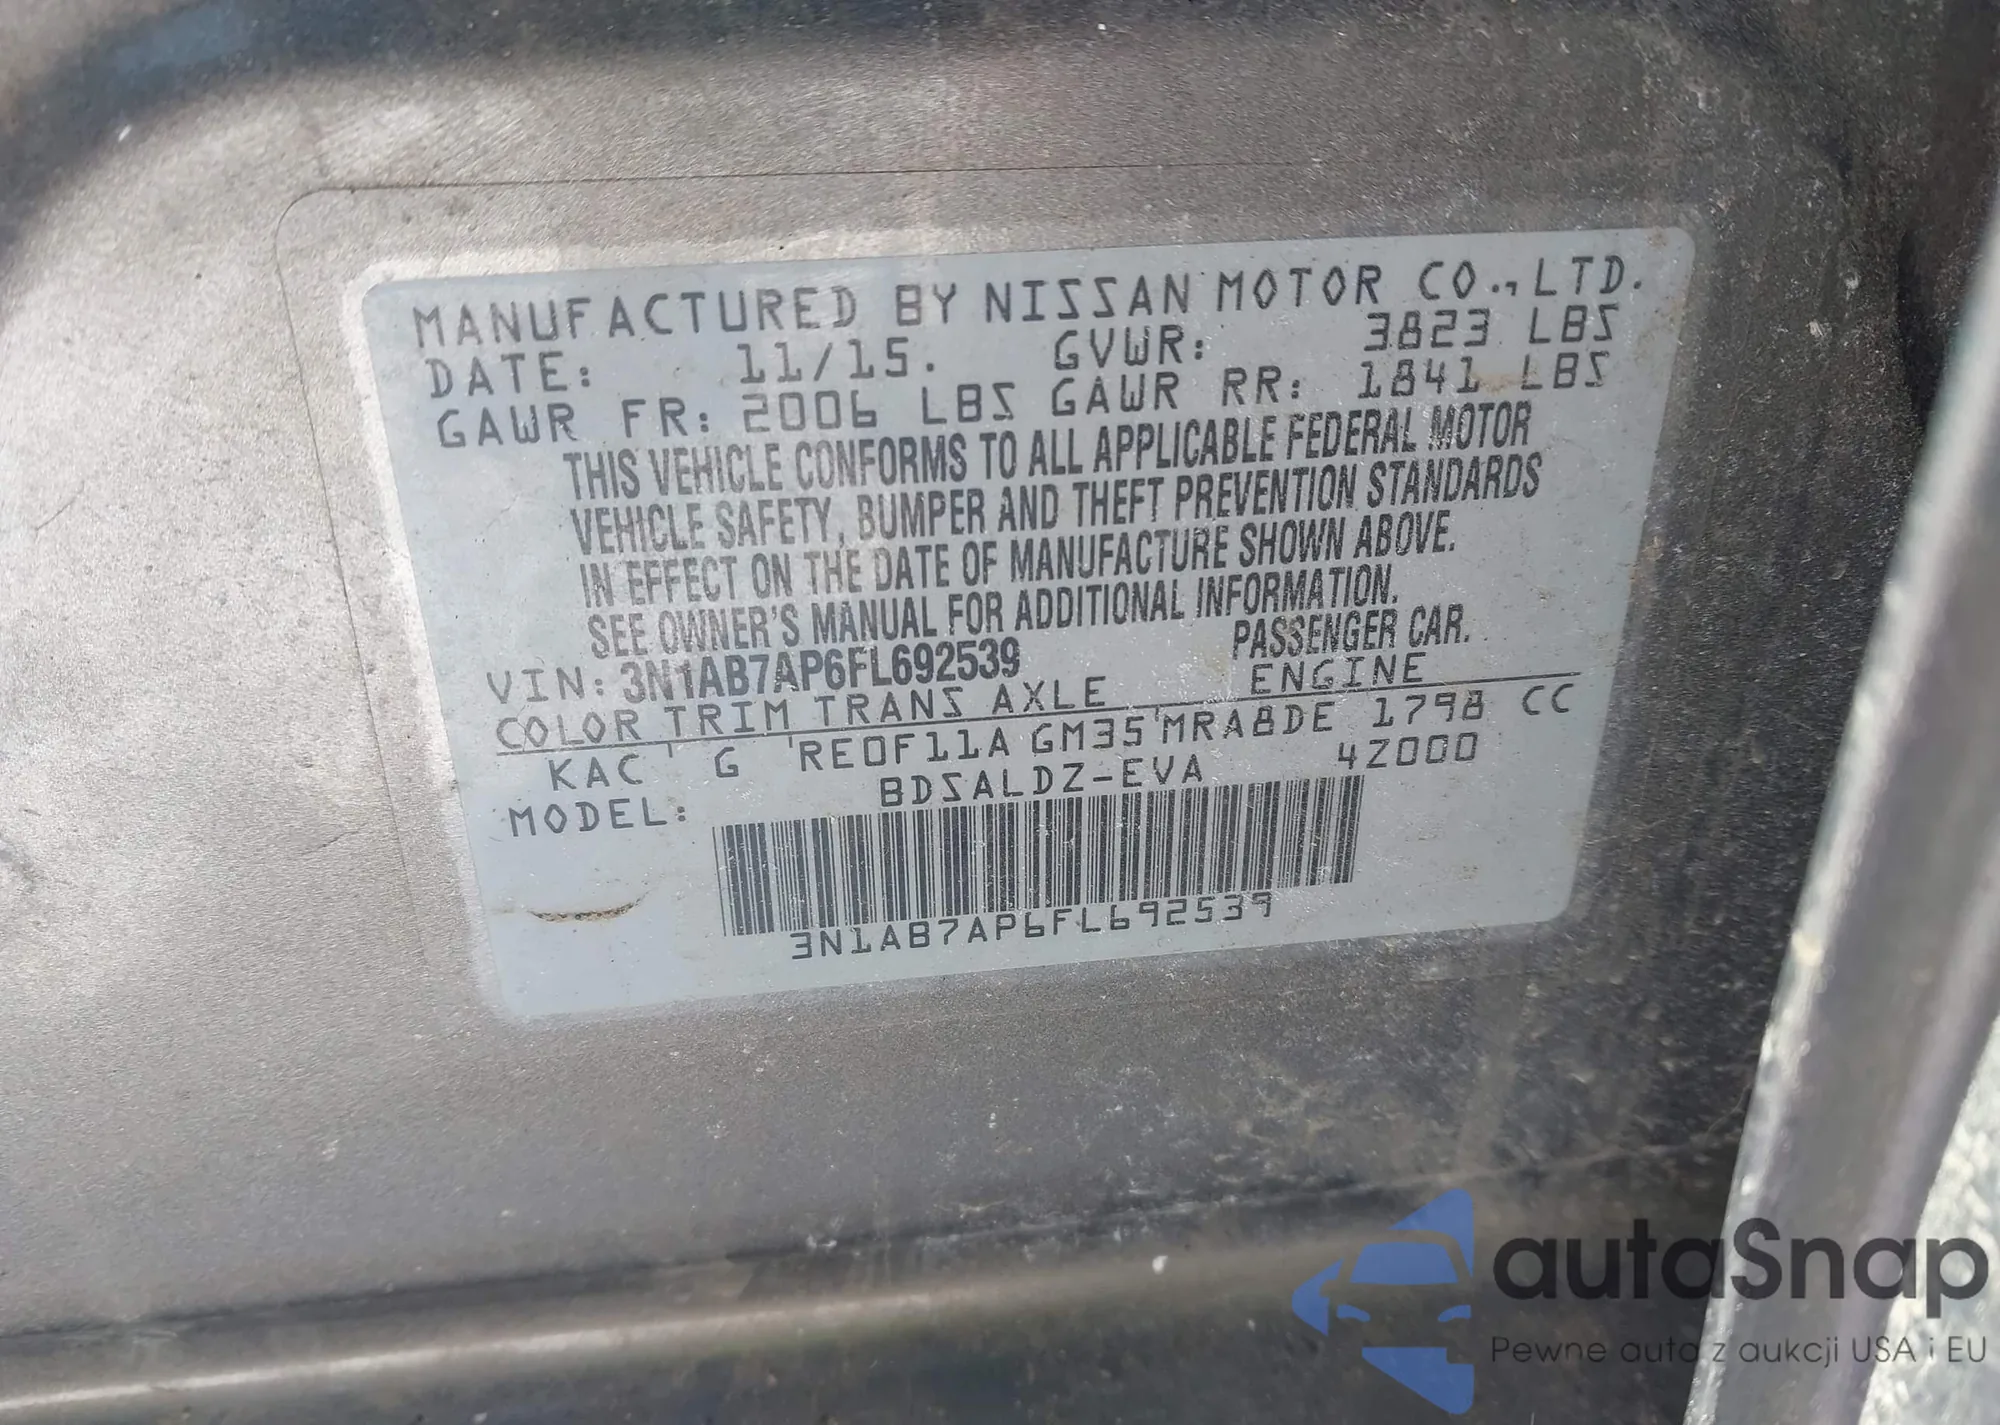 MANUFACTURED BY NISSAN MOTOR CO., LTD.
DATE: 11/15. GVWR: 3823 LBS
GAWR FR: 2006 LBS GAWR RR: 1841 LBS
THIS VEHICLE CONFORMS TO ALL APPLICABLE FEDERAL MOTOR
VEHICLE SAFETY, BUMPER AND THEFT PREVENTION STANDARDS
IN EFFECT ON THE DATE OF MANUFACTURE SHOWN ABOVE.
SEE OWNER'S MANUAL FOR ADDITIONAL INFORMATION.
VIN: 3N1AB7AP6FL692539 PASSENGER CAR.
COLOR TRIM TRANS AXLE ENGINE
KAC ' G 'RE0F11A GM35'MRA8DE 1798 CC
MODEL: BDSALDZ-EVA 4Z000
3N1AB7AP6FL692539
autaSnap
Pewne auta z aukcji USA i EU